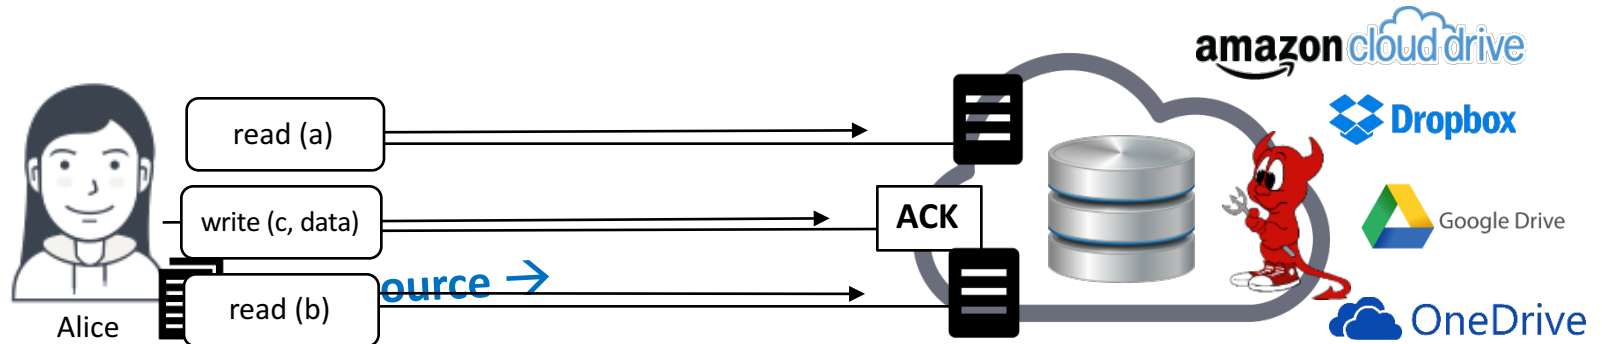 amazon cloud drive
read (a)
Dropbox
write (c, data)
ACK
Google Drive
ource →
read (b)
OneDrive
Alice